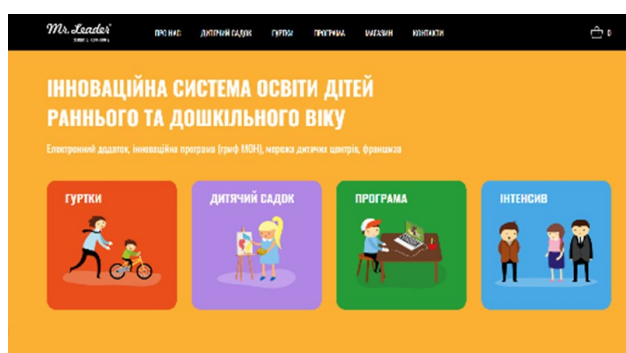 Mr. Leader
ПРО НАС ДИТЯЧИЙ САДОК ГУРТКИ ПРОГРАМА МАГАЗИН КОНТАКТИ 0
ІННОВАЦІЙНА СИСТЕМА ОСВІТИ ДІТЕЙ
РАННЬОГО ТА ДОШКІЛЬНОГО ВІКУ
Електронний додаток, інноваційна програма (гриф МОН), мережа дитячих центрів, франшиза
ГУРТКИ ДИТЯЧИЙ САДОК ПРОГРАМА ІНТЕНСИВ